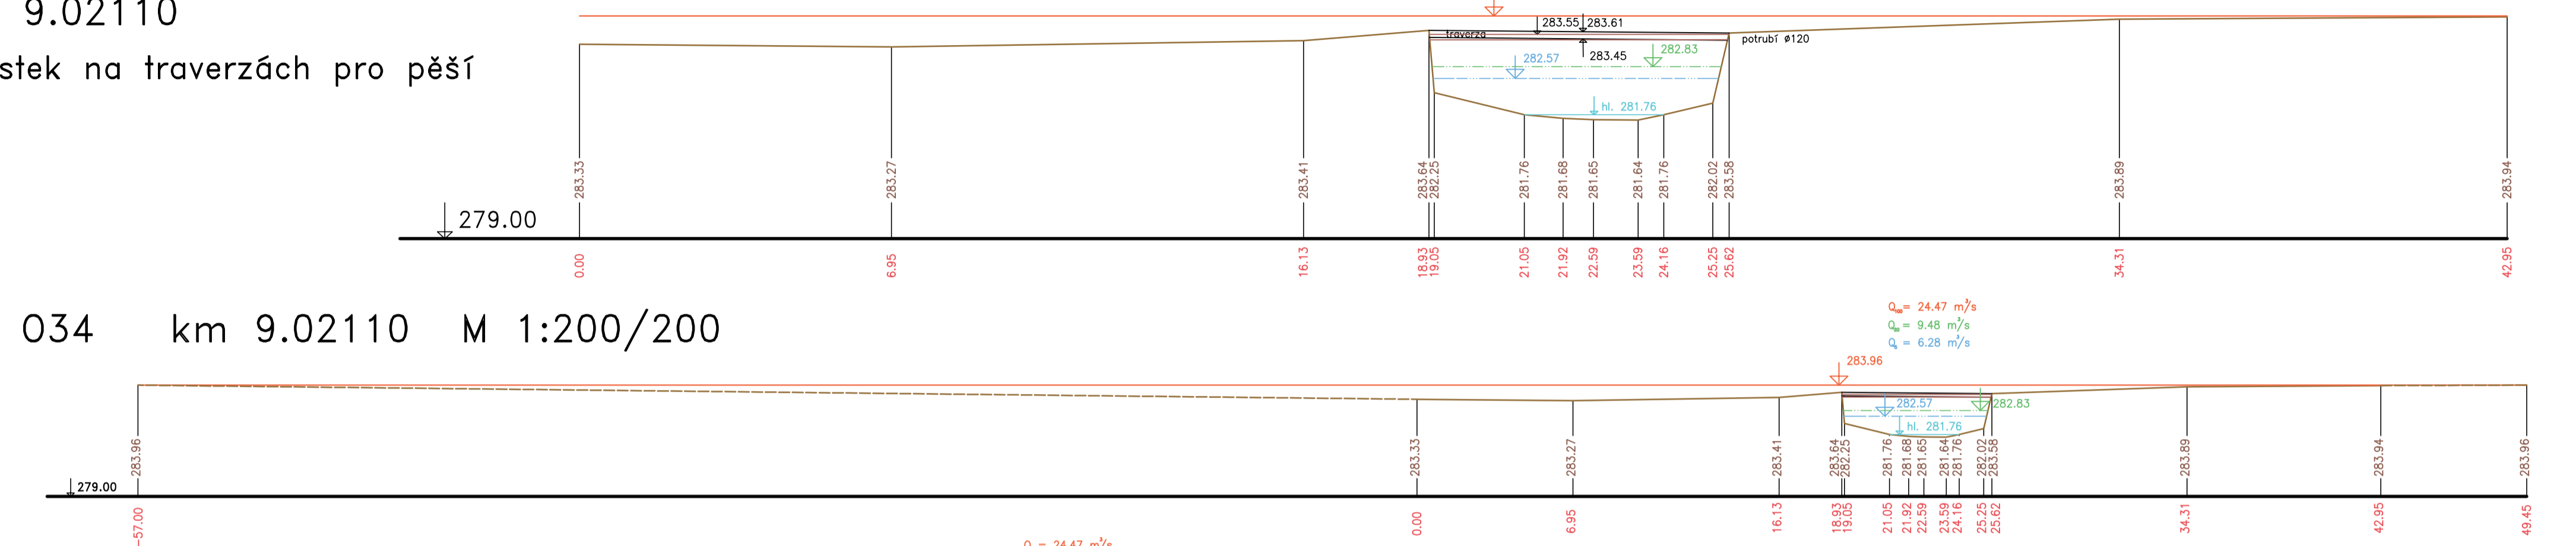 9.02110
stek na traverzách pro pěší
283.55 283.61
traverza
potrubí ø120
283.45
282.83
282.57
hl. 281.76
283.33 283.27 283.41 283.64 282.25 281.76 281.68 281.65 281.64 281.76 282.02 283.58 283.89 283.94
279.00
0.00 6.95 16.13 18.93 19.05 21.05 21.92 22.59 23.59 24.16 25.25 25.62 34.31 42.95
O34 km 9.02110 M 1:200/200
Q₁₀₀= 24.47 m³/s
Q₂₀ = 9.48 m³/s
Q₅ = 6.28 m³/s
283.96
282.57 282.83
hl. 281.76
283.96 283.33 283.27 283.41 283.64 282.25 281.76 281.68 281.65 281.64 281.76 282.02 283.58 283.89 283.94 283.96
279.00
-57.00 0.00 6.95 16.13 18.93 19.05 21.05 21.92 22.59 23.59 24.16 25.25 25.62 34.31 42.95 49.45
= 24.47 m³/s